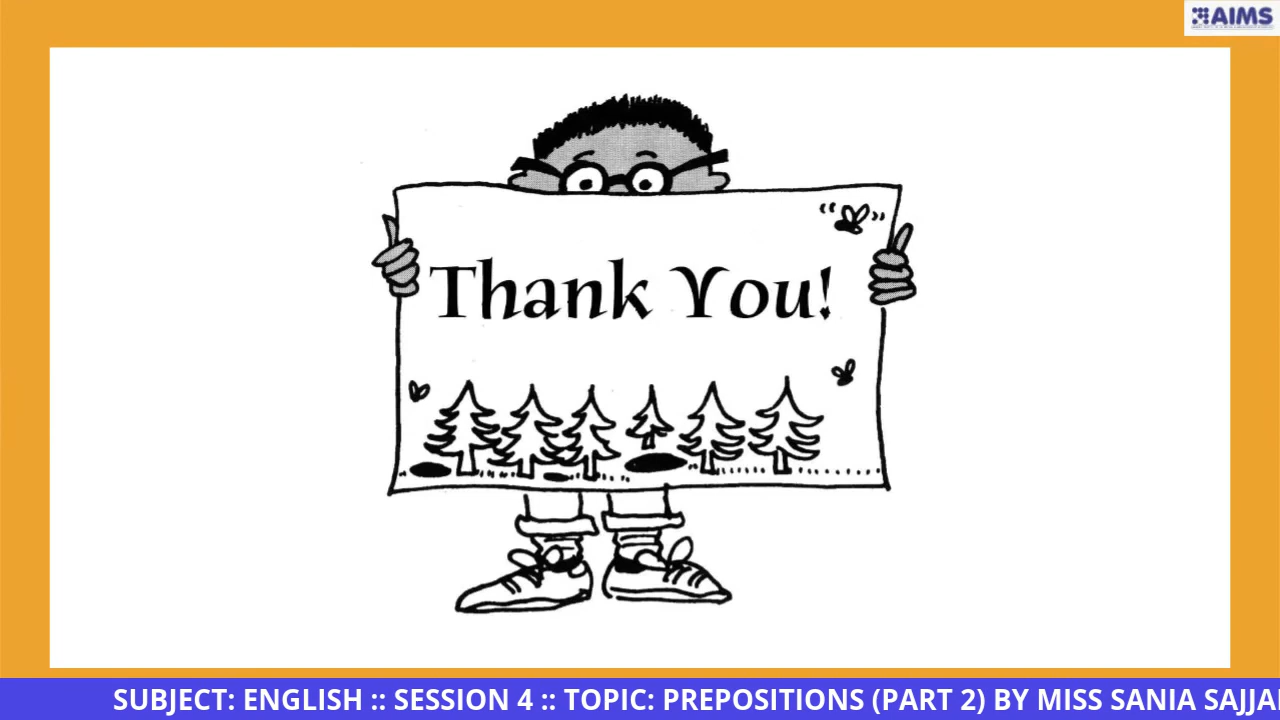 AIMS
Thank You!
SUBJECT: ENGLISH :: SESSION 4 :: TOPIC: PREPOSITIONS (PART 2) BY MISS SANIA